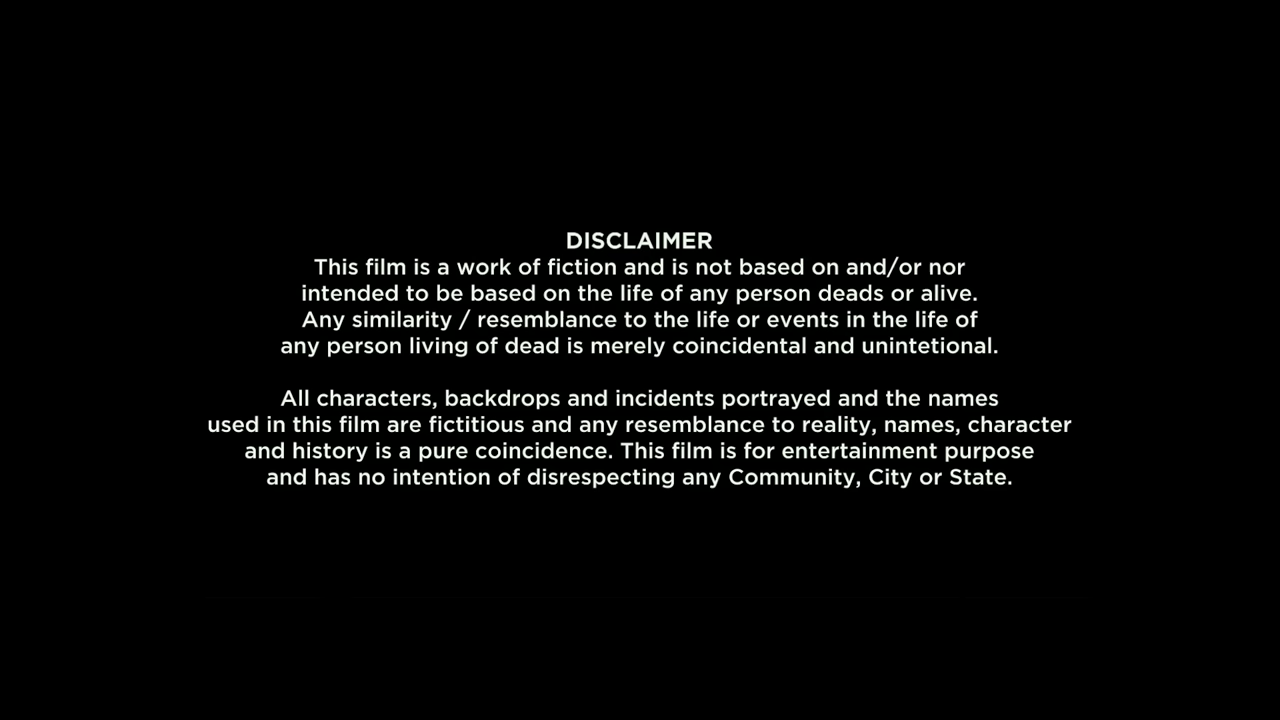 DISCLAIMER
This film is a work of fiction and is not based on and/or nor
intended to be based on the life of any person deads or alive.
Any similarity / resemblance to the life or events in the life of
any person living of dead is merely coincidental and unintetional.
All characters, backdrops and incidents portrayed and the names
used in this film are fictitious and any resemblance to reality, names, character
and history is a pure coincidence. This film is for entertainment purpose
and has no intention of disrespecting any Community, City or State.